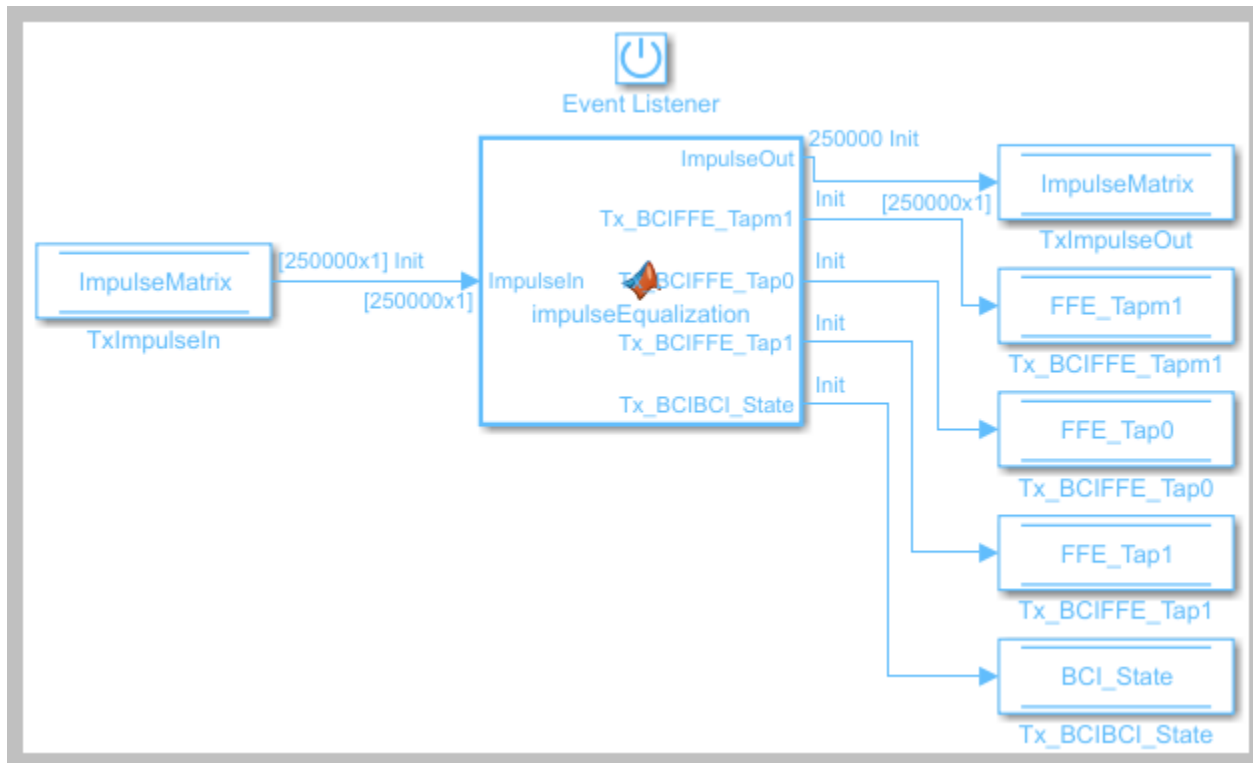 Event Listener
250000 Init
ImpulseOut
ImpulseMatrix
Init
[250000x1]
Tx_BCIFFE_Tapm1
TxImpulseOut
[250000x1] Init
Init
ImpulseMatrix
ImpulseIn
Tx_BCIFFE_Tap0
FFE_Tapm1
[250000x1]
impulseEqualization
TxImpulseIn
Init
Tx_BCIFFE_Tap1
Tx_BCIFFE_Tapm1
Init
Tx_BCIBCI_State
FFE_Tap0
Tx_BCIFFE_Tap0
FFE_Tap1
Tx_BCIFFE_Tap1
BCI_State
Tx_BCIBCI_State